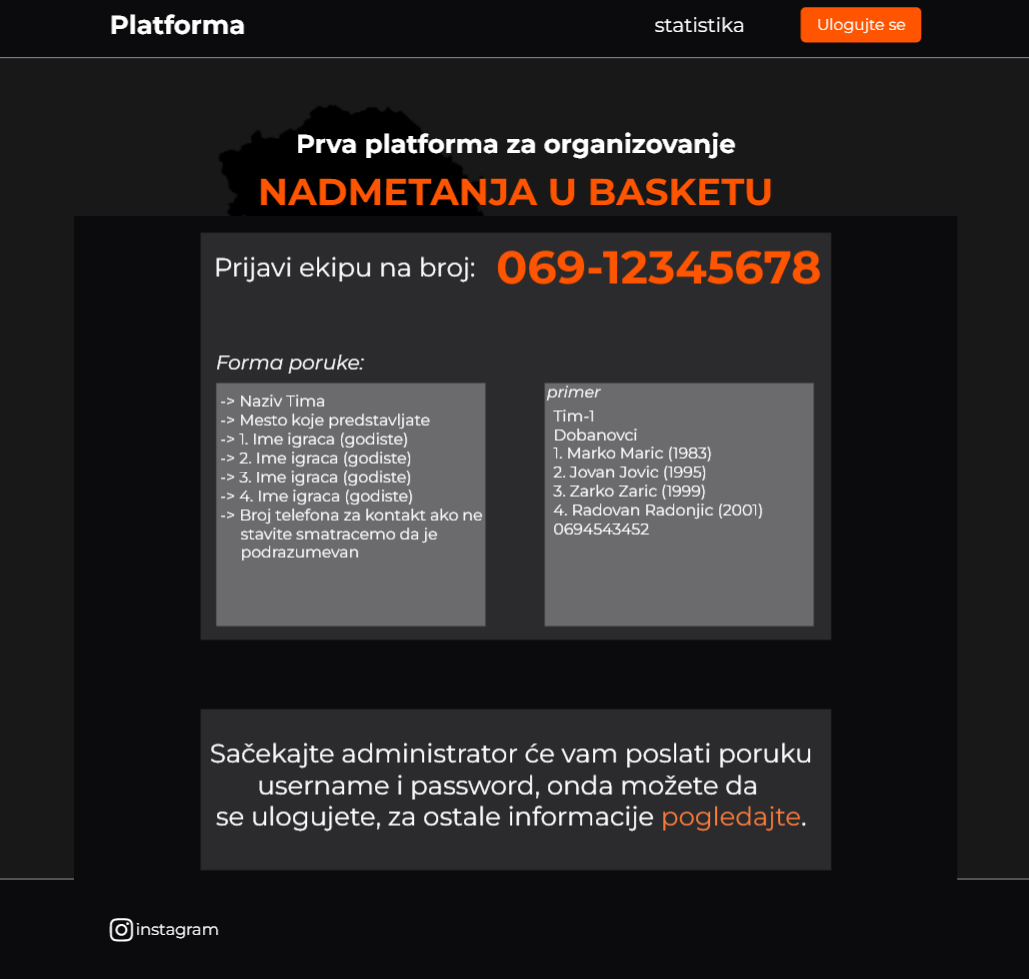 Platforma
statistika
Ulogujte se
Prva platforma za organizovanje
NADMETANJA U BASKETU
Prijavi ekipu na broj: 069-12345678
Forma poruke:
-> Naziv Tima
-> Mesto koje predstavljate
-> 1. Ime igraca (godiste)
-> 2. Ime igraca (godiste)
-> 3. Ime igraca (godiste)
-> 4. Ime igraca (godiste)
-> Broj telefona za kontakt ako ne
stavite smatracemo da je
podrazumevan
primer
Tim-1
Dobanovci
1. Marko Maric (1983)
2. Jovan Jovic (1995)
3. Zarko Zaric (1999)
4. Radovan Radonjic (2001)
0694543452
Sačekajte administrator će vam poslati poruku
username i password, onda možete da
se ulogujete, za ostale informacije pogledajte.
instagram